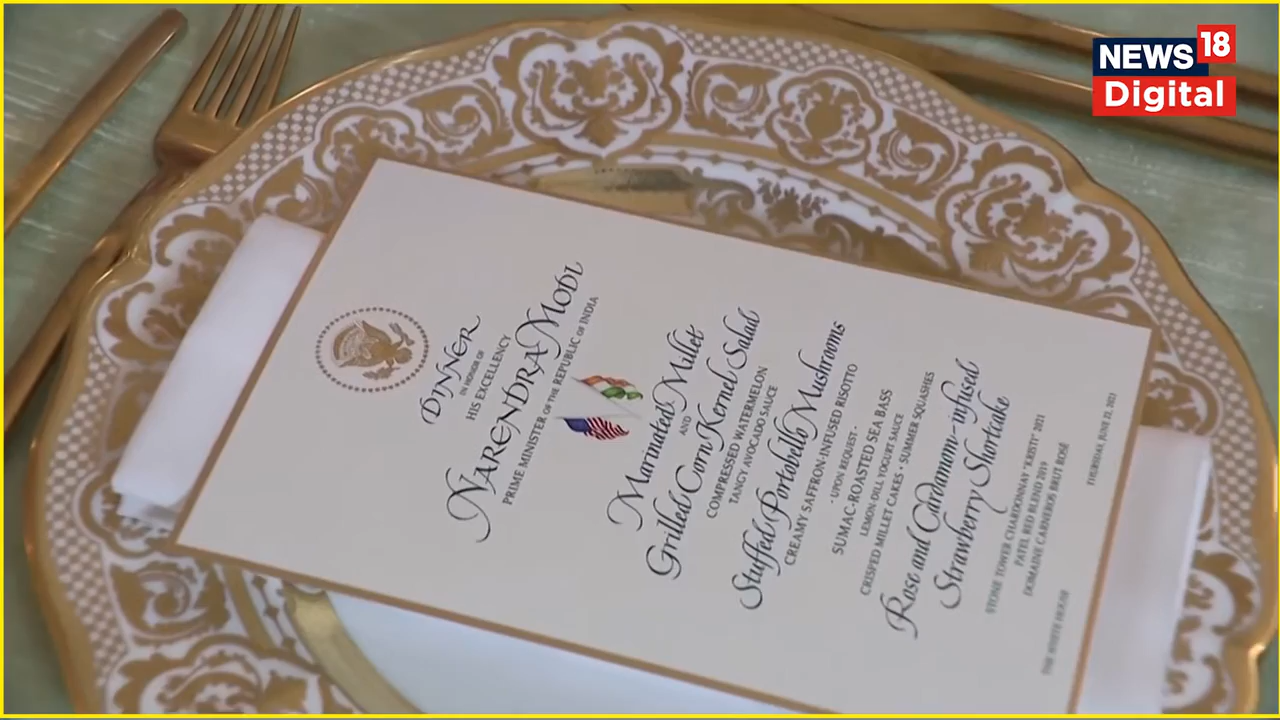 NEWS 18
Digital
DINNER
IN HONOR OF
HIS EXCELLENCY
NARENDRA MODI
PRIME MINISTER OF THE REPUBLIC OF INDIA
Marinated Millet
AND
Grilled Corn Kernel Salad
COMPRESSED WATERMELON
TANGY AVOCADO SAUCE
Stuffed Portobello Mushrooms
CREAMY SAFFRON-INFUSED RISOTTO
- UPON REQUEST -
SUMAC-ROASTED SEA BASS
LEMON-DILL YOGURT SAUCE
CRISPED MILLET CAKES • SUMMER SQUASHES
Rose and Cardamom-infused
Strawberry Shortcake
STONE TOWER CHARDONNAY "KRISTI" 2021
PATEL RED BLEND 2019
DOMAINE CARNEROS BRUT ROSÉ
THE WHITE HOUSE
THURSDAY, JUNE 22, 2023